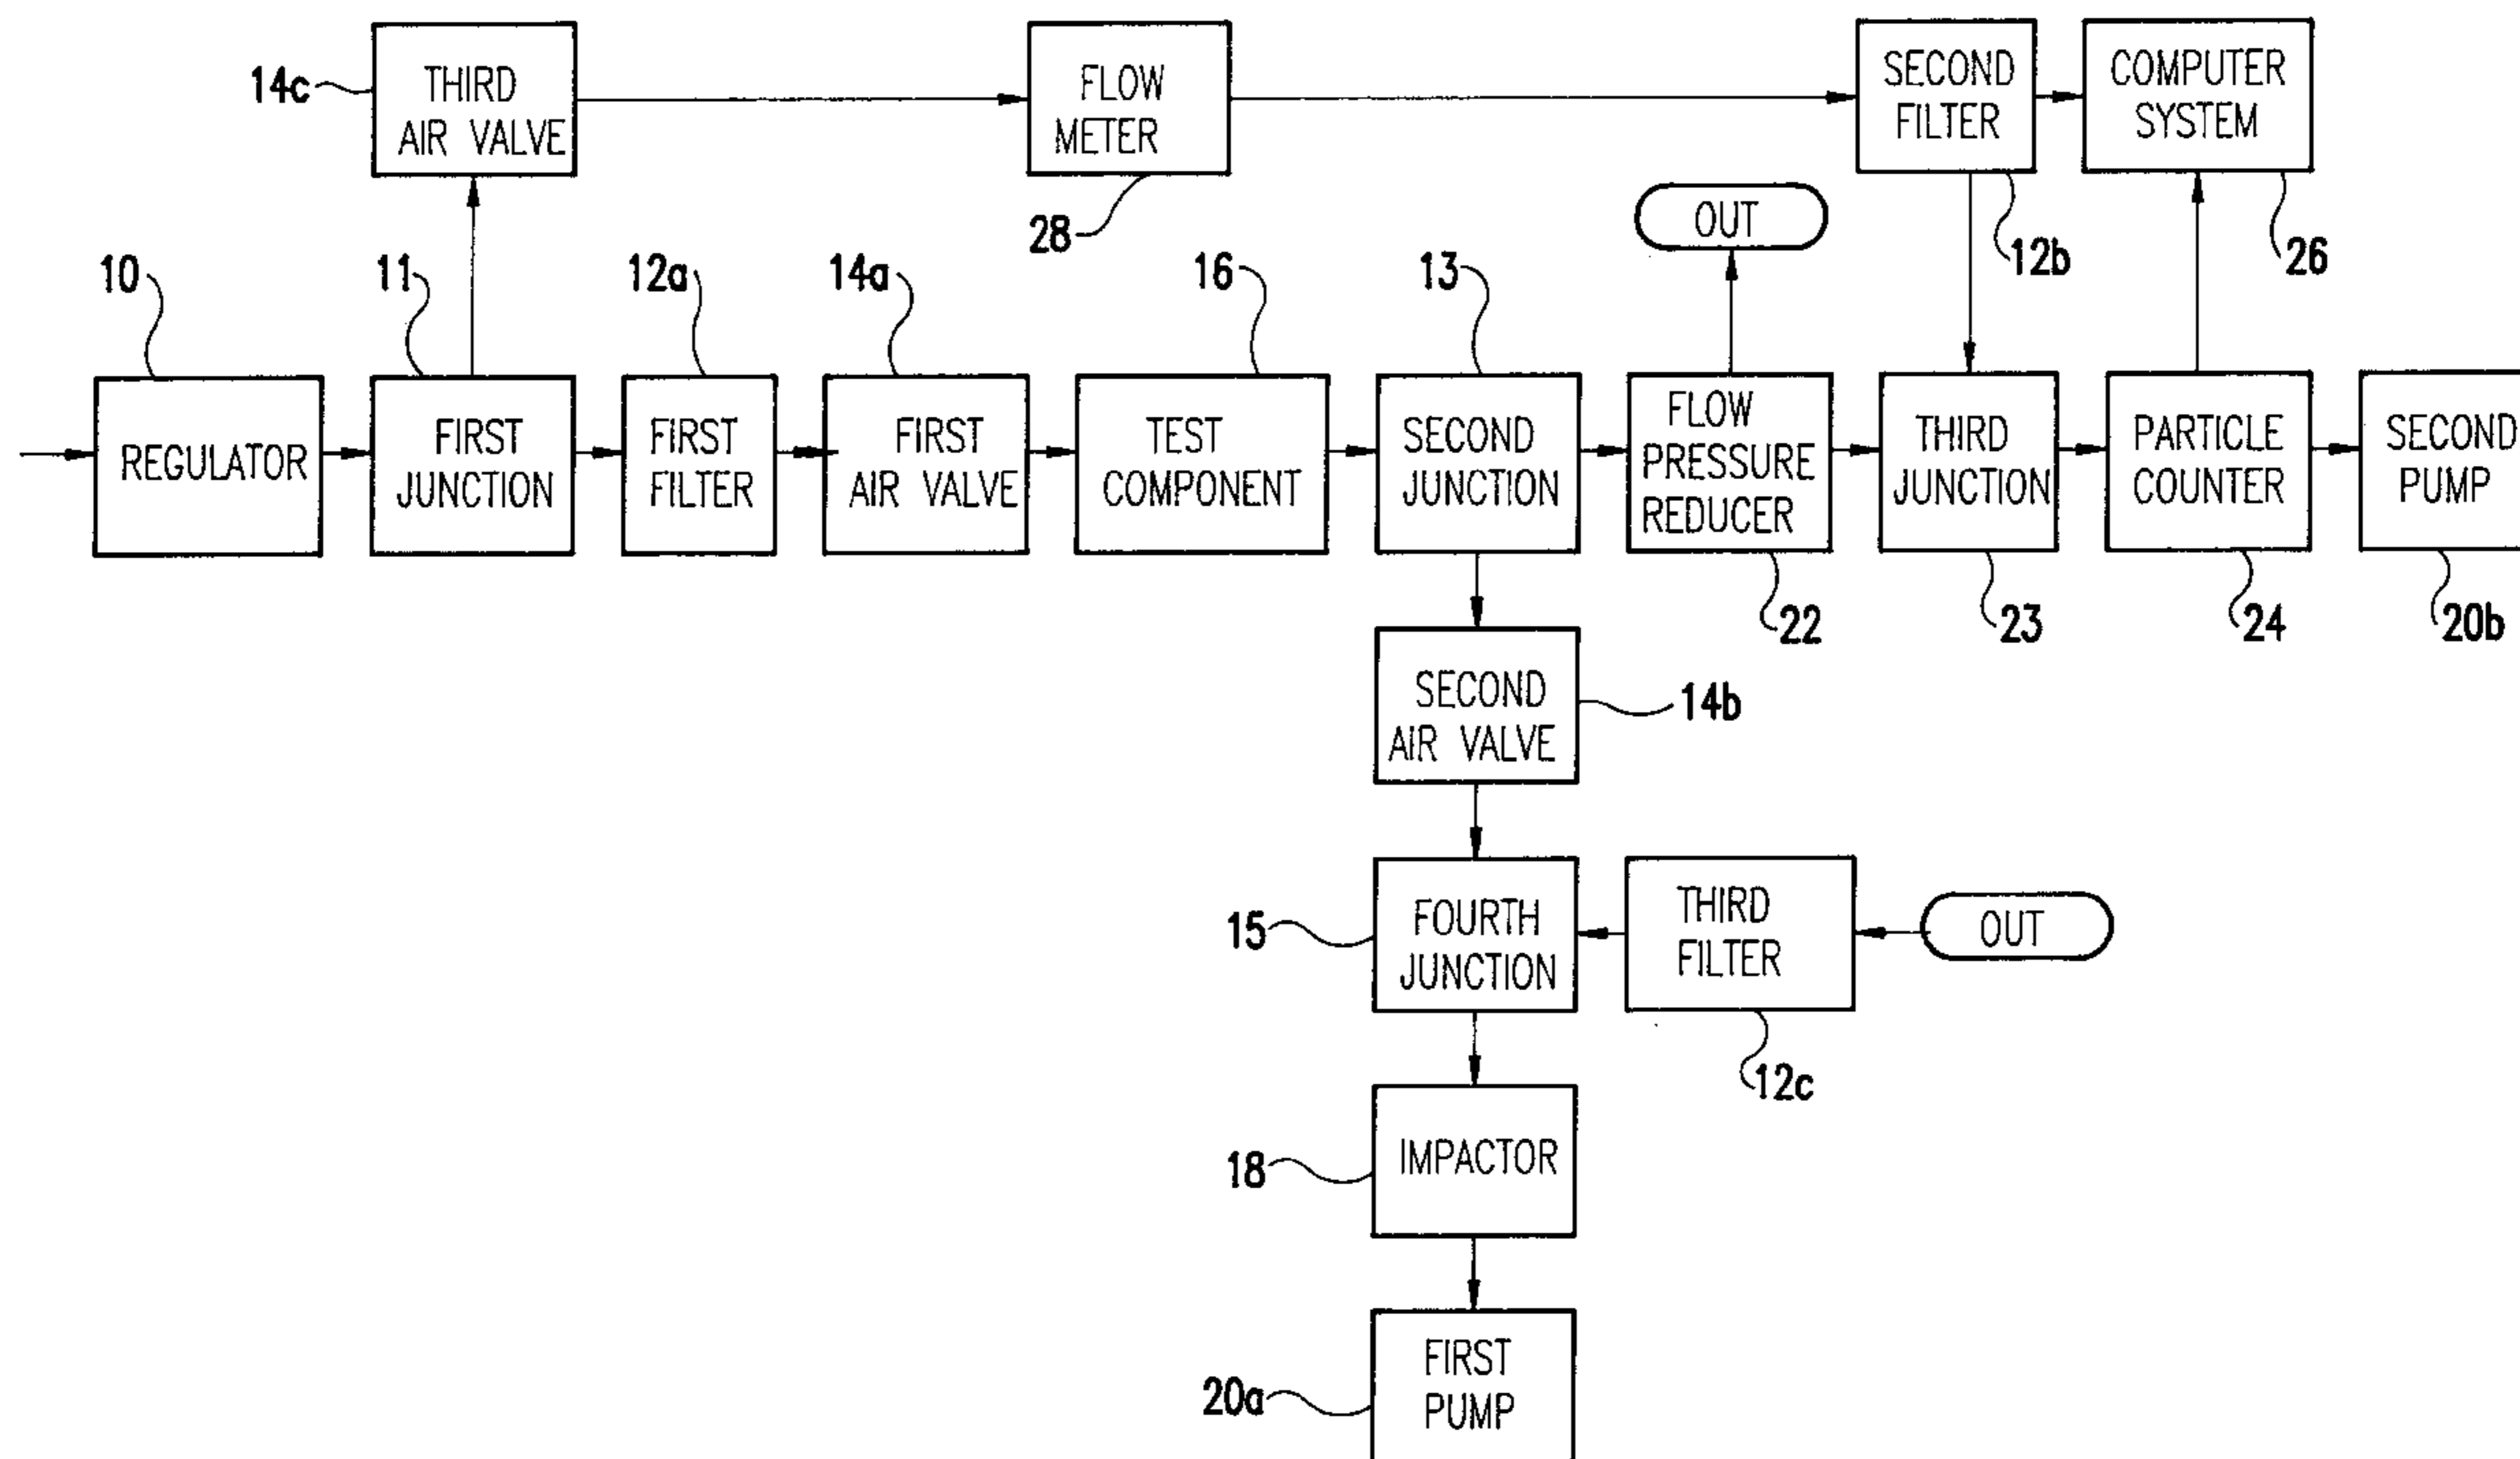 14c
THIRD
AIR VALVE
FLOW
METER
28
SECOND
FILTER
12b
COMPUTER
SYSTEM
26
OUT
10
11
12a
14a
16
13
REGULATOR
FIRST
JUNCTION
FIRST
FILTER
FIRST
AIR VALVE
TEST
COMPONENT
SECOND
JUNCTION
FLOW
PRESSURE
REDUCER
THIRD
JUNCTION
PARTICLE
COUNTER
SECOND
PUMP
22
23
24
20b
SECOND
AIR VALVE
14b
15
FOURTH
JUNCTION
THIRD
FILTER
OUT
12c
18
IMPACTOR
20a
FIRST
PUMP